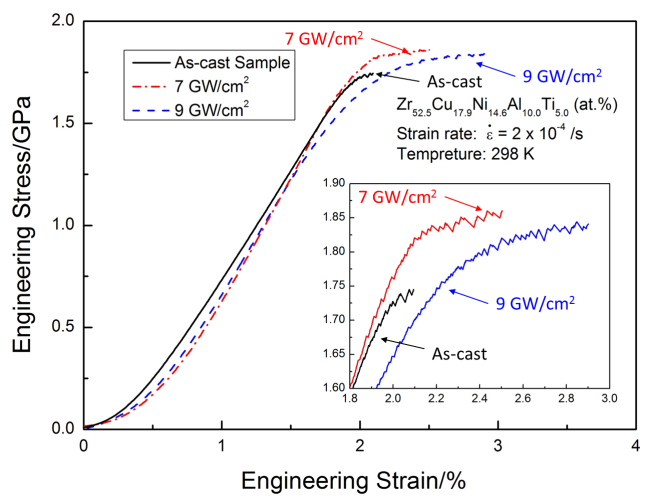 2.0
1.5
1.0
0.5
0.0
0
1
2
3
4
Engineering Stress/GPa
Engineering Strain/%
As-cast Sample
7 GW/cm²
9 GW/cm²
7 GW/cm²
As-cast
9 GW/cm²
Zr₅₂.₅Cu₁₇.₉Ni₁₄.₆Al₁₀.₀Ti₅.₀ (at.%)
Strain rate: ε̇ = 2 x 10⁻⁴ /s
Tempreture: 298 K
7 GW/cm²
9 GW/cm²
As-cast
1.90
1.85
1.80
1.75
1.70
1.65
1.60
1.8
2.0
2.2
2.4
2.6
2.8
3.0